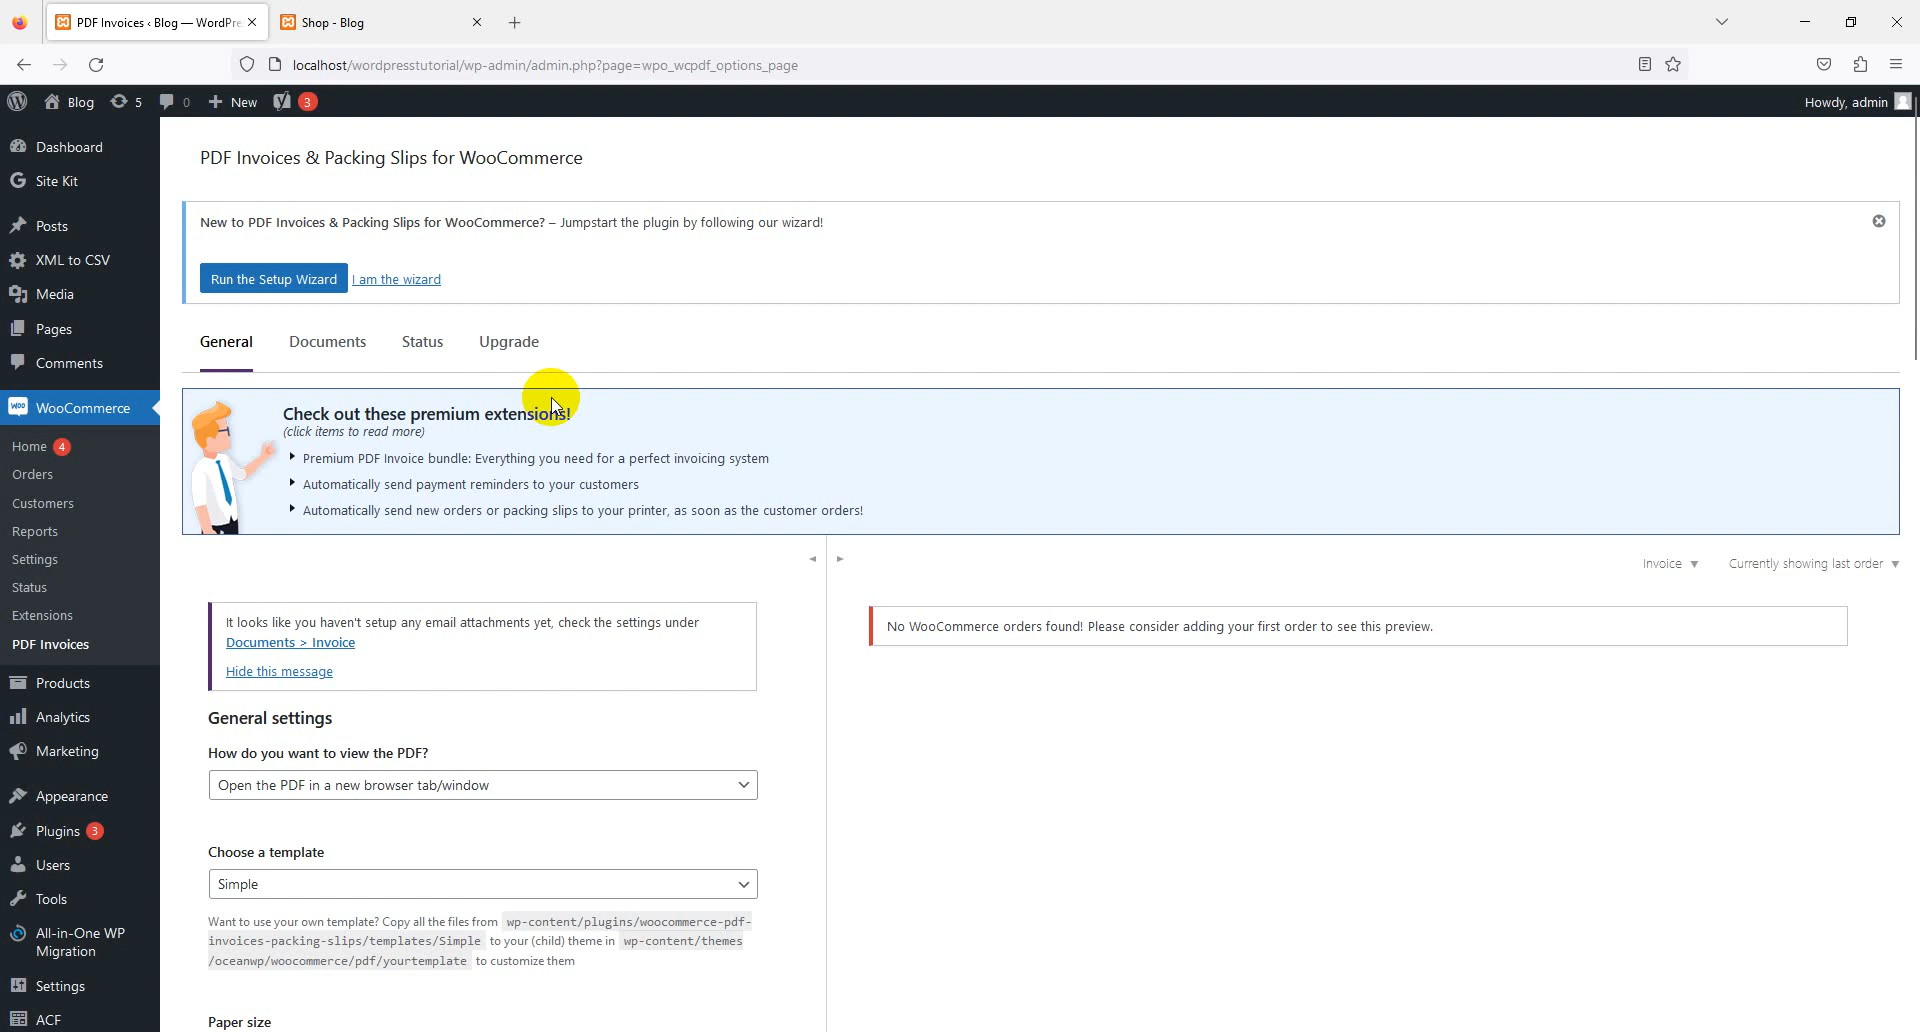 PDF Invoices ‹ Blog — WordPre
Shop - Blog
localhost/wordpresstutorial/wp-admin/admin.php?page=wpo_wcpdf_options_page
Blog
5
0
New
3
Howdy, admin
Dashboard
Site Kit
Posts
XML to CSV
Media
Pages
Comments
WooCommerce
Home 4
Orders
Customers
Reports
Settings
Status
Extensions
PDF Invoices
Products
Analytics
Marketing
Appearance
Plugins 3
Users
Tools
All-in-One WP
Migration
Settings
ACF
PDF Invoices & Packing Slips for WooCommerce
New to PDF Invoices & Packing Slips for WooCommerce? – Jumpstart the plugin by following our wizard!
Run the Setup Wizard I am the wizard
General Documents Status Upgrade
Check out these premium extensions!
(click items to read more)
Premium PDF Invoice bundle: Everything you need for a perfect invoicing system
Automatically send payment reminders to your customers
Automatically send new orders or packing slips to your printer, as soon as the customer orders!
Invoice Currently showing last order
It looks like you haven't setup any email attachments yet, check the settings under
Documents > Invoice
Hide this message
No WooCommerce orders found! Please consider adding your first order to see this preview.
General settings
How do you want to view the PDF?
Open the PDF in a new browser tab/window
Choose a template
Simple
Want to use your own template? Copy all the files from wp-content/plugins/woocommerce-pdf-
invoices-packing-slips/templates/Simple to your (child) theme in wp-content/themes
/oceanwp/woocommerce/pdf/yourtemplate to customize them
Paper size